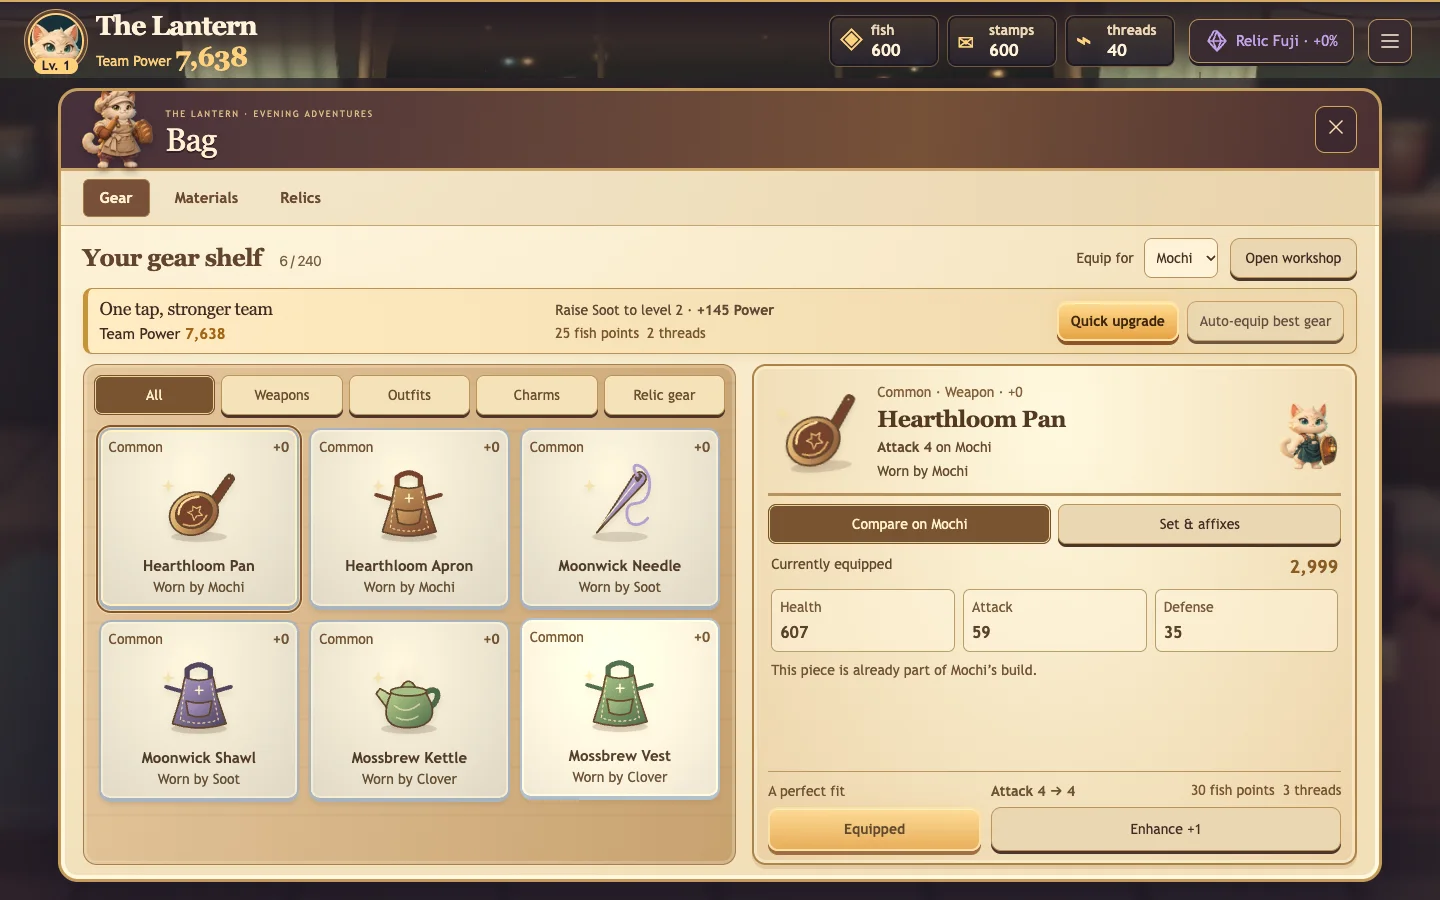 The Lantern
Team Power 7,638
Lv. 1
fish
600
stamps
600
threads
40
Relic Fuji · +0%
THE LANTERN · EVENING ADVENTURES
Bag
Gear
Materials
Relics
Your gear shelf 6 / 240
Equip for
Mochi
Open workshop
One tap, stronger team
Team Power 7,638
Raise Soot to level 2 · +145 Power
25 fish points 2 threads
Quick upgrade
Auto-equip best gear
All
Weapons
Outfits
Charms
Relic gear
Common +0
Hearthloom Pan
Worn by Mochi
Common +0
Hearthloom Apron
Worn by Mochi
Common +0
Moonwick Needle
Worn by Soot
Common +0
Moonwick Shawl
Worn by Soot
Common +0
Mossbrew Kettle
Worn by Clover
Common +0
Mossbrew Vest
Worn by Clover
Common · Weapon · +0
Hearthloom Pan
Attack 4 on Mochi
Worn by Mochi
Compare on Mochi
Set & affixes
Currently equipped
2,999
Health
607
Attack
59
Defense
35
This piece is already part of Mochi's build.
A perfect fit
Equipped
Attack 4 → 4
30 fish points 3 threads
Enhance +1